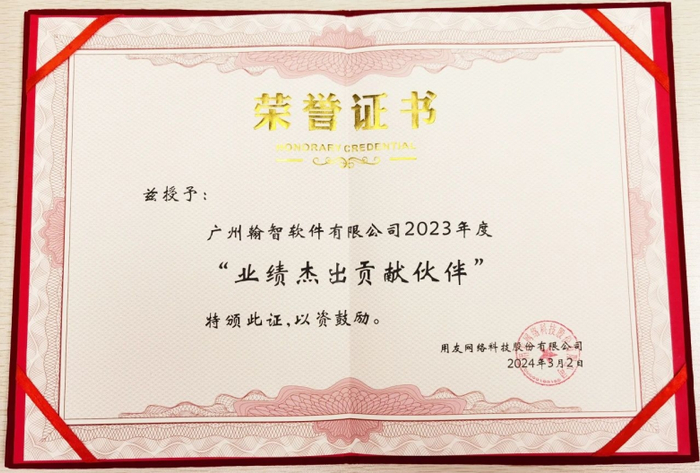 荣誉证书
HONORARY CREDENTIAL
兹授予：
广州翰智软件有限公司2023年度
“业绩杰出贡献伙伴”
特颁此证，以资鼓励。
用友网络科技股份有限公司
2024年3月2日